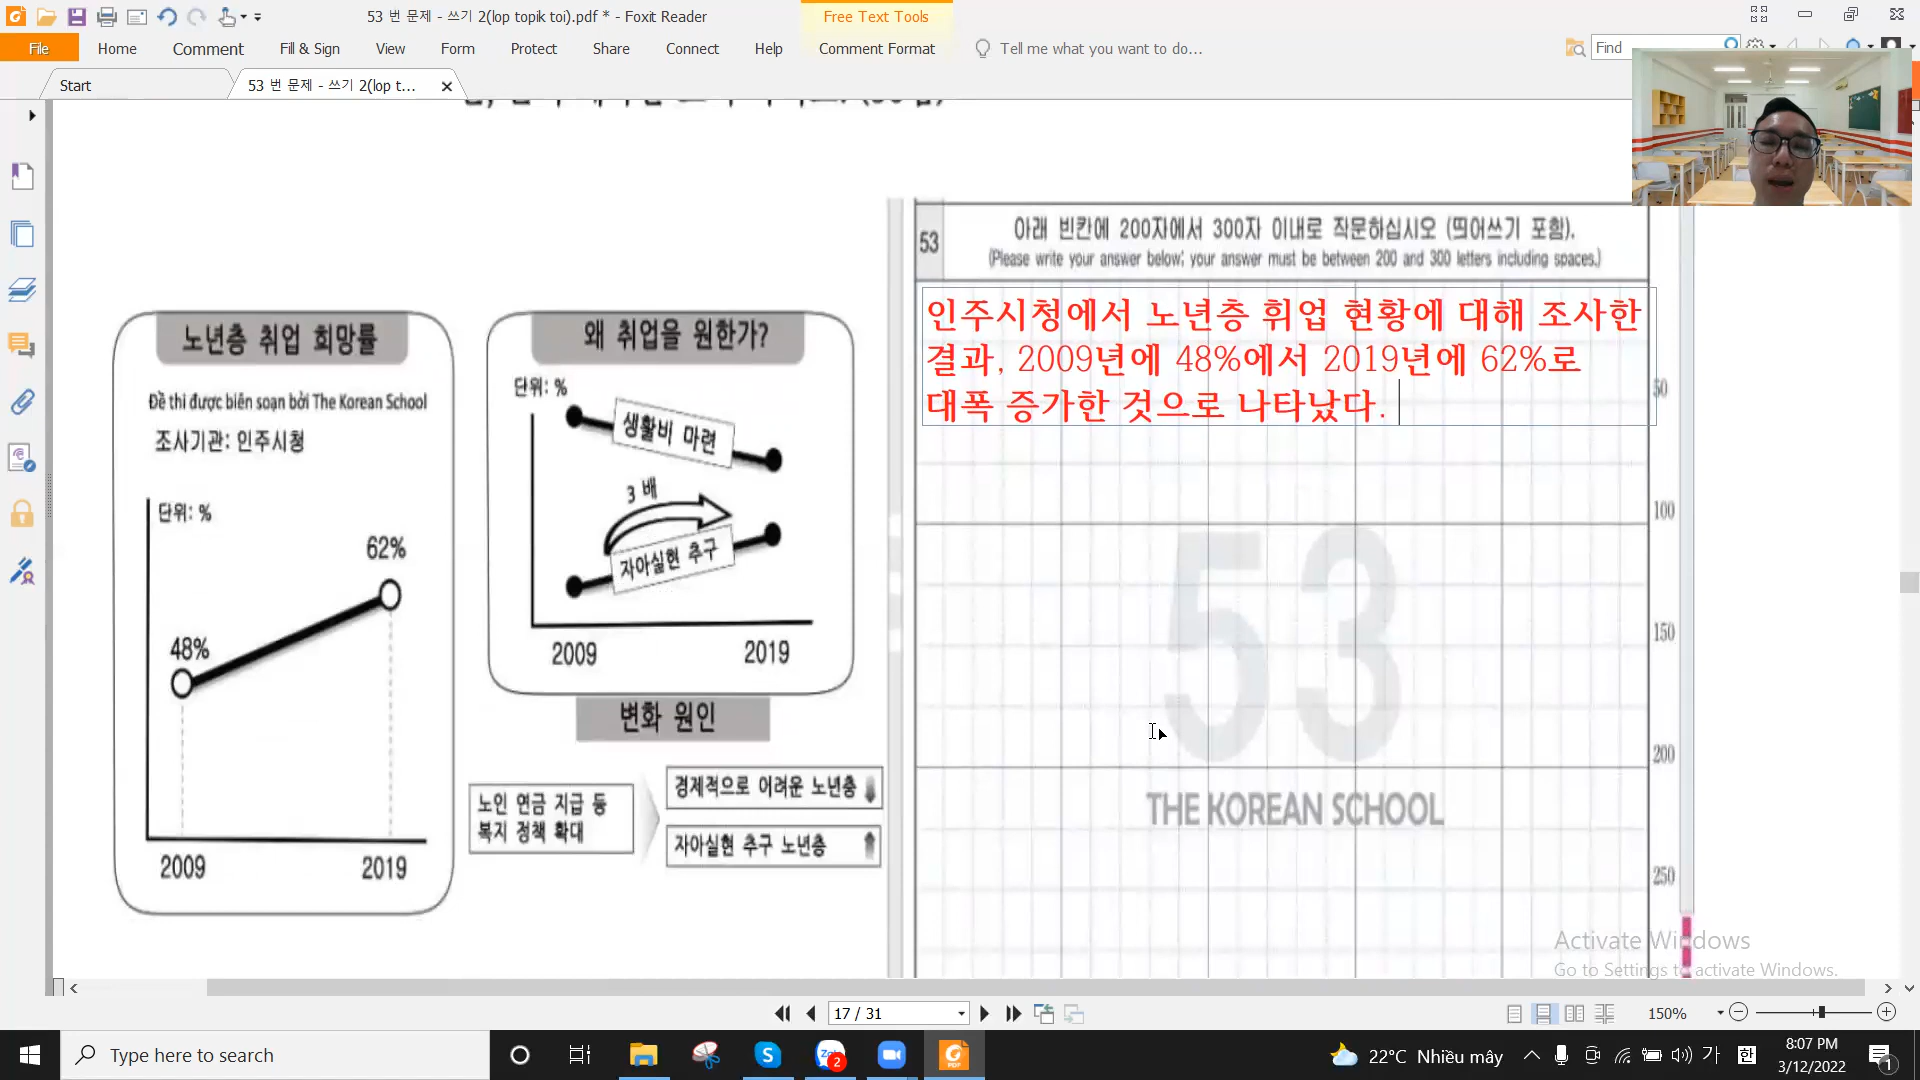 53 번 문제 - 쓰기 2(lop topik toi).pdf * - Foxit Reader
Free Text Tools
File
Home
Comment
Fill & Sign
View
Form
Protect
Share
Connect
Help
Comment Format
Tell me what you want to do...
Find
Start
53 번 문제 - 쓰기 2(lop t...
노년층 취업 희망률
Đề thi được biên soạn bởi The Korean School
조사기관: 인주시청
단위: %
62%
48%
2009
2019
왜 취업을 원한가?
단위: %
생활비 마련
3 배
자아실현 추구
2009
2019
변화 원인
노인 연금 지급 등
복지 정책 확대
경제적으로 어려운 노년층
자아실현 추구 노년층
53
아래 빈칸에 200자에서 300자 이내로 작문하십시오 (띄어쓰기 포함).
(Please write your answer below; your answer must be between 200 and 300 letters including spaces.)
인주시청에서 노년층 취업 현황에 대해 조사한
결과, 2009년에 48%에서 2019년에 62%로
대폭 증가한 것으로 나타났다.
50
100
150
200
250
53
THE KOREAN SCHOOL
Activate Windows
Go to Settings to activate Windows.
17 / 31
150%
Type here to search
2
22°C Nhiều mây
가
한
8:07 PM
3/12/2022
1